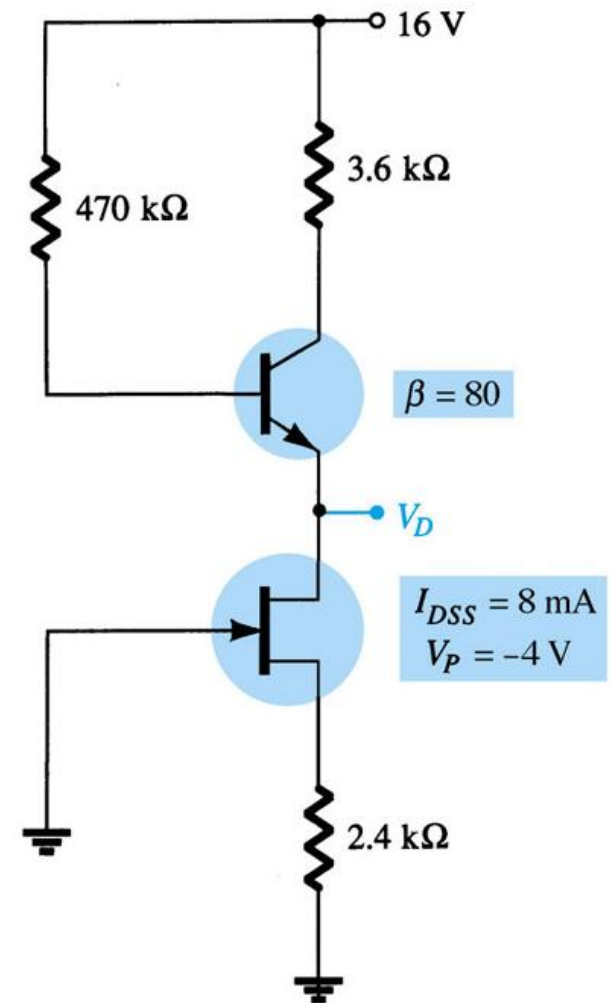 16 V
3.6 kΩ
470 kΩ
β = 80
V_D
I_DSS = 8 mA
V_P = –4 V
2.4 kΩ